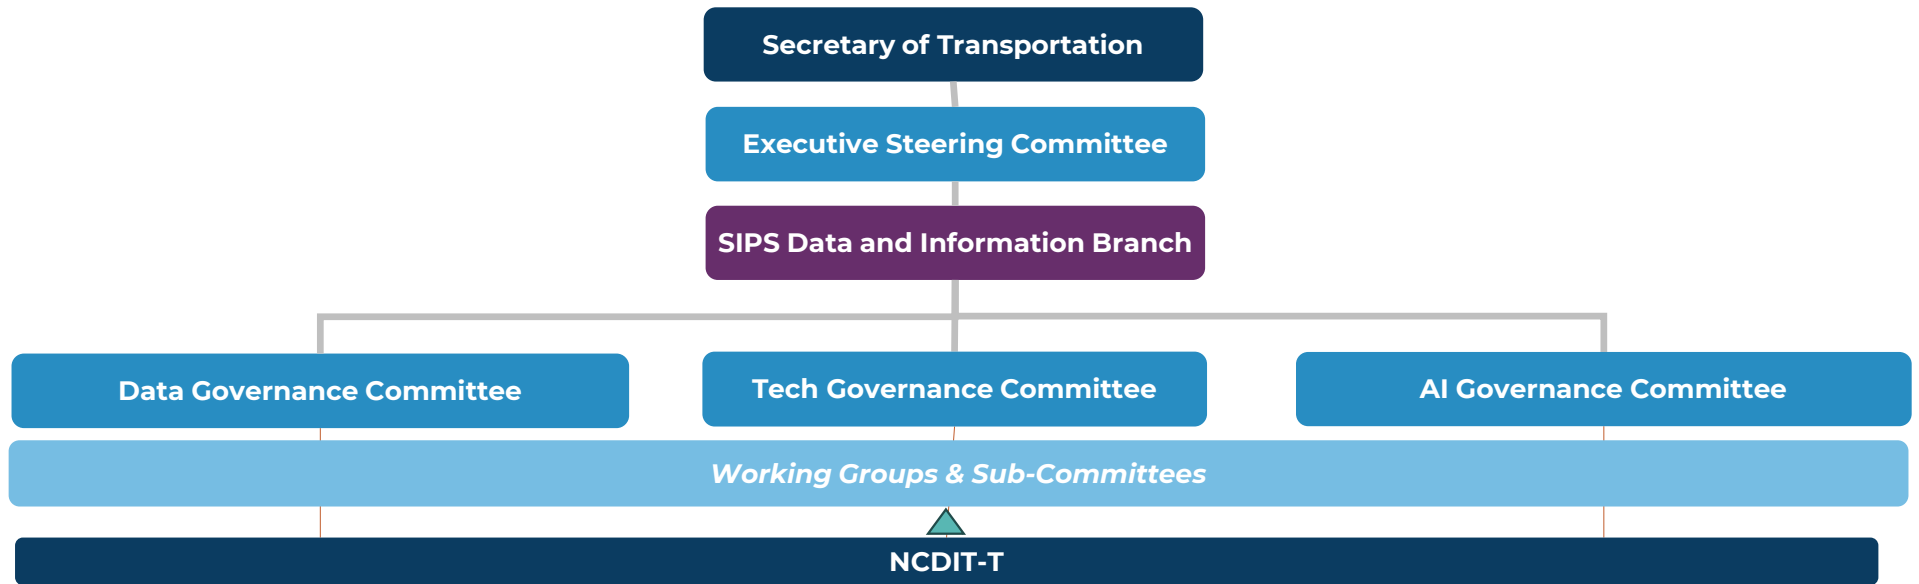 Secretary of Transportation
Executive Steering Committee
SIPS Data and Information Branch
Data Governance Committee
Tech Governance Committee
AI Governance Committee
Working Groups & Sub-Committees
NCDIT-T